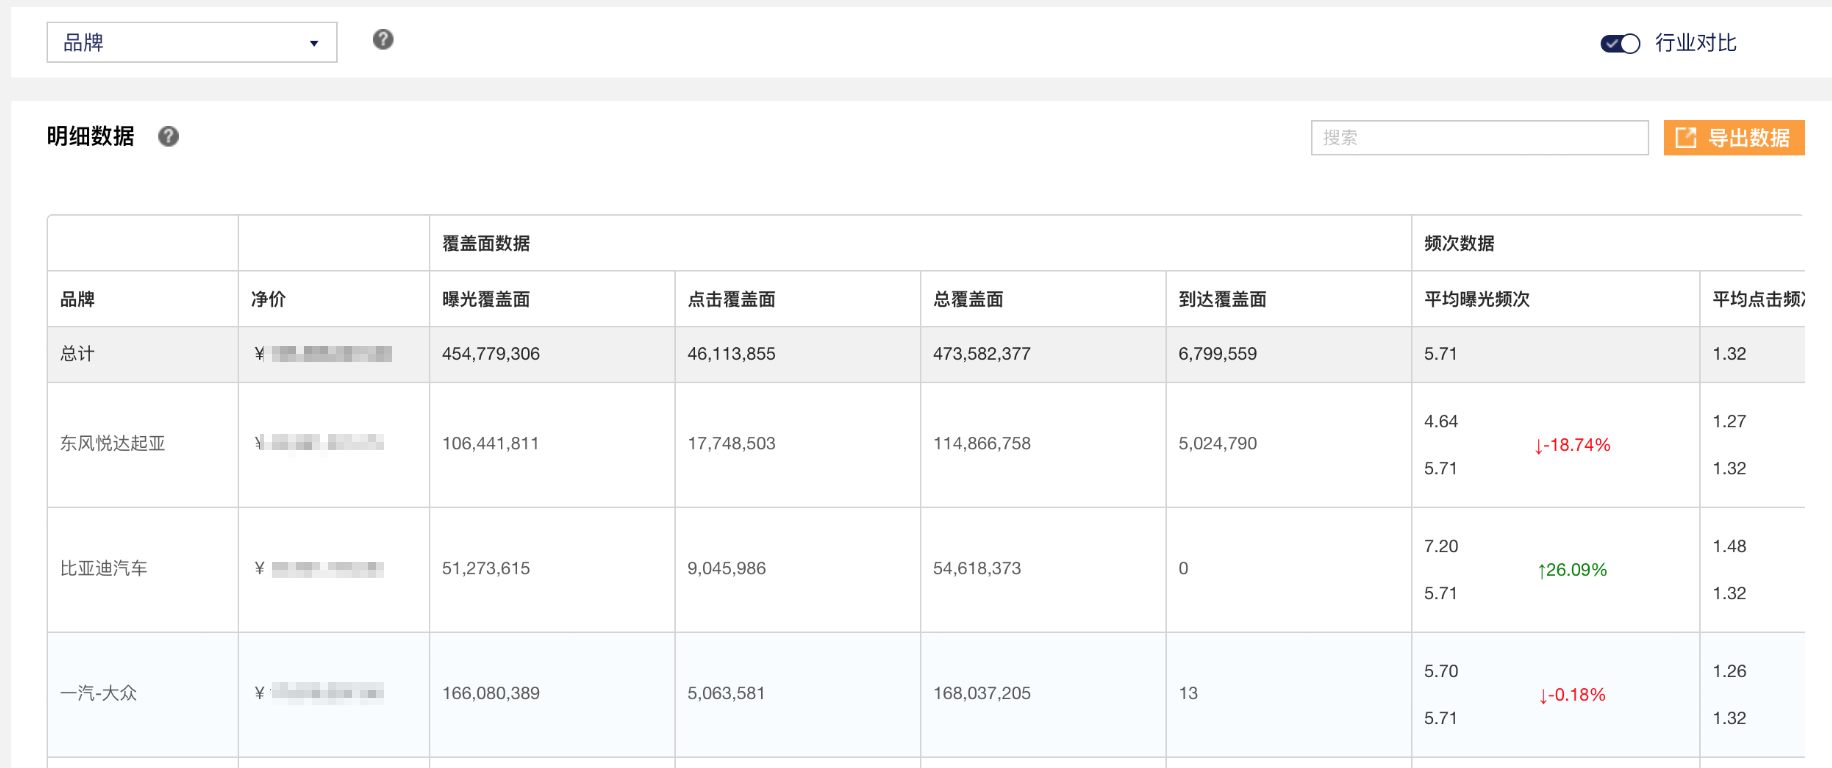 品牌
行业对比
明细数据
搜索
导出数据
覆盖面数据 频次数据
品牌 净价 曝光覆盖面 点击覆盖面 总覆盖面 到达覆盖面 平均曝光频次 平均点击频
总计 ¥ 454,779,306 46,113,855 473,582,377 6,799,559 5.71 1.32
东风悦达起亚 ¥ 106,441,811 17,748,503 114,866,758 5,024,790 4.64 5.71 ↓-18.74% 1.27 1.32
比亚迪汽车 ¥ 51,273,615 9,045,986 54,618,373 0 7.20 5.71 ↑26.09% 1.48 1.32
一汽-大众 ¥ 166,080,389 5,063,581 168,037,205 13 5.70 5.71 ↓-0.18% 1.26 1.32